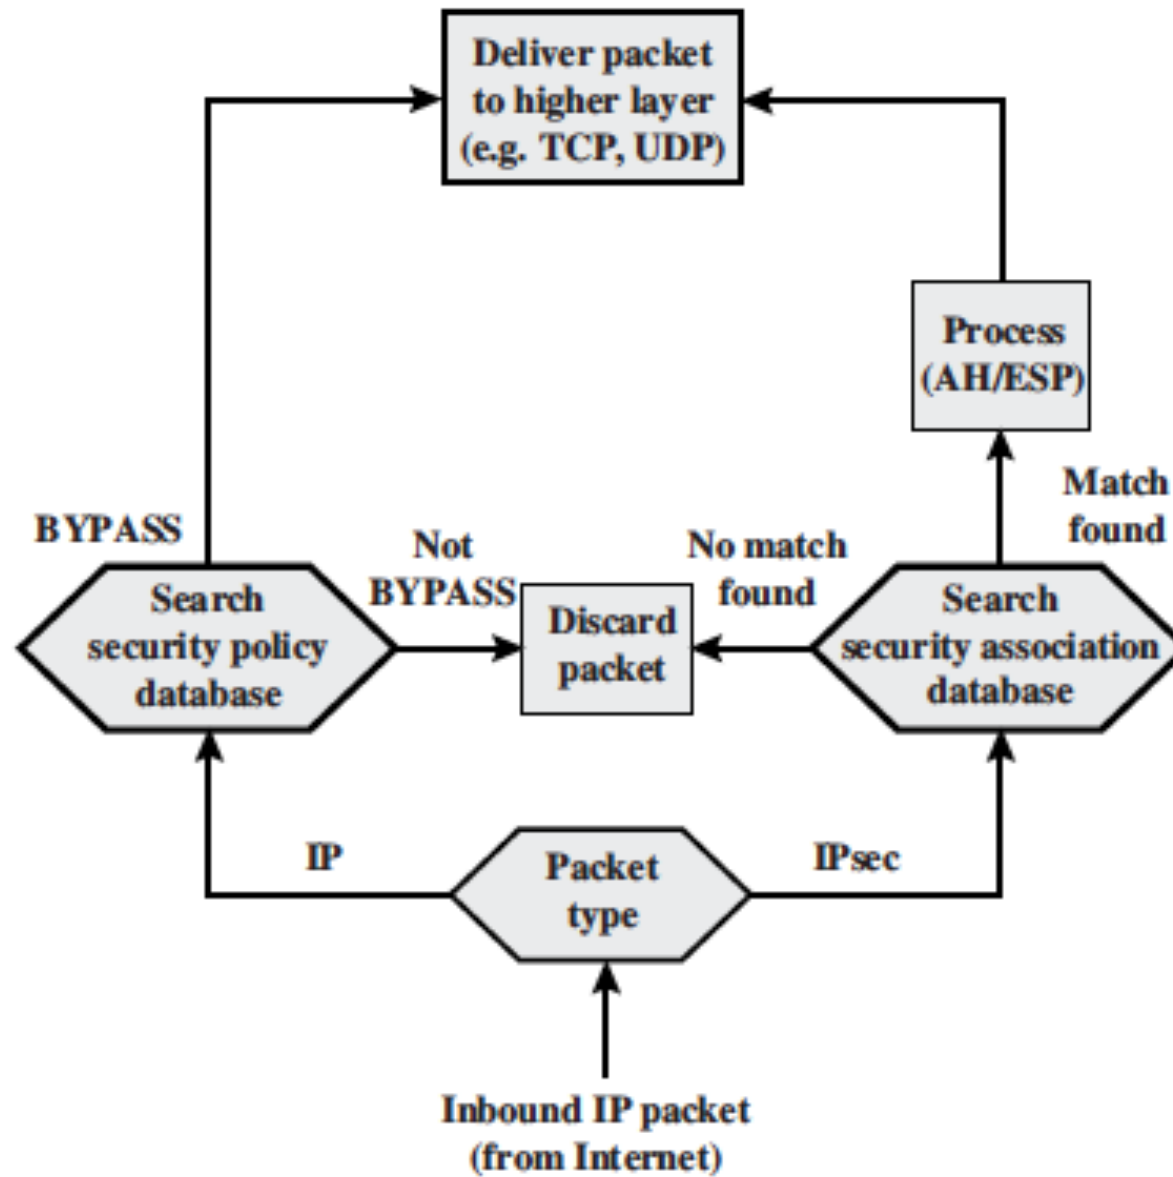 Deliver packet
to higher layer
(e.g. TCP, UDP)
Process
(AH/ESP)
Match
found
BYPASS
Not
BYPASS
No match
found
Search
security policy
database
Discard
packet
Search
security association
database
IP
Packet
type
IPsec
Inbound IP packet
(from Internet)